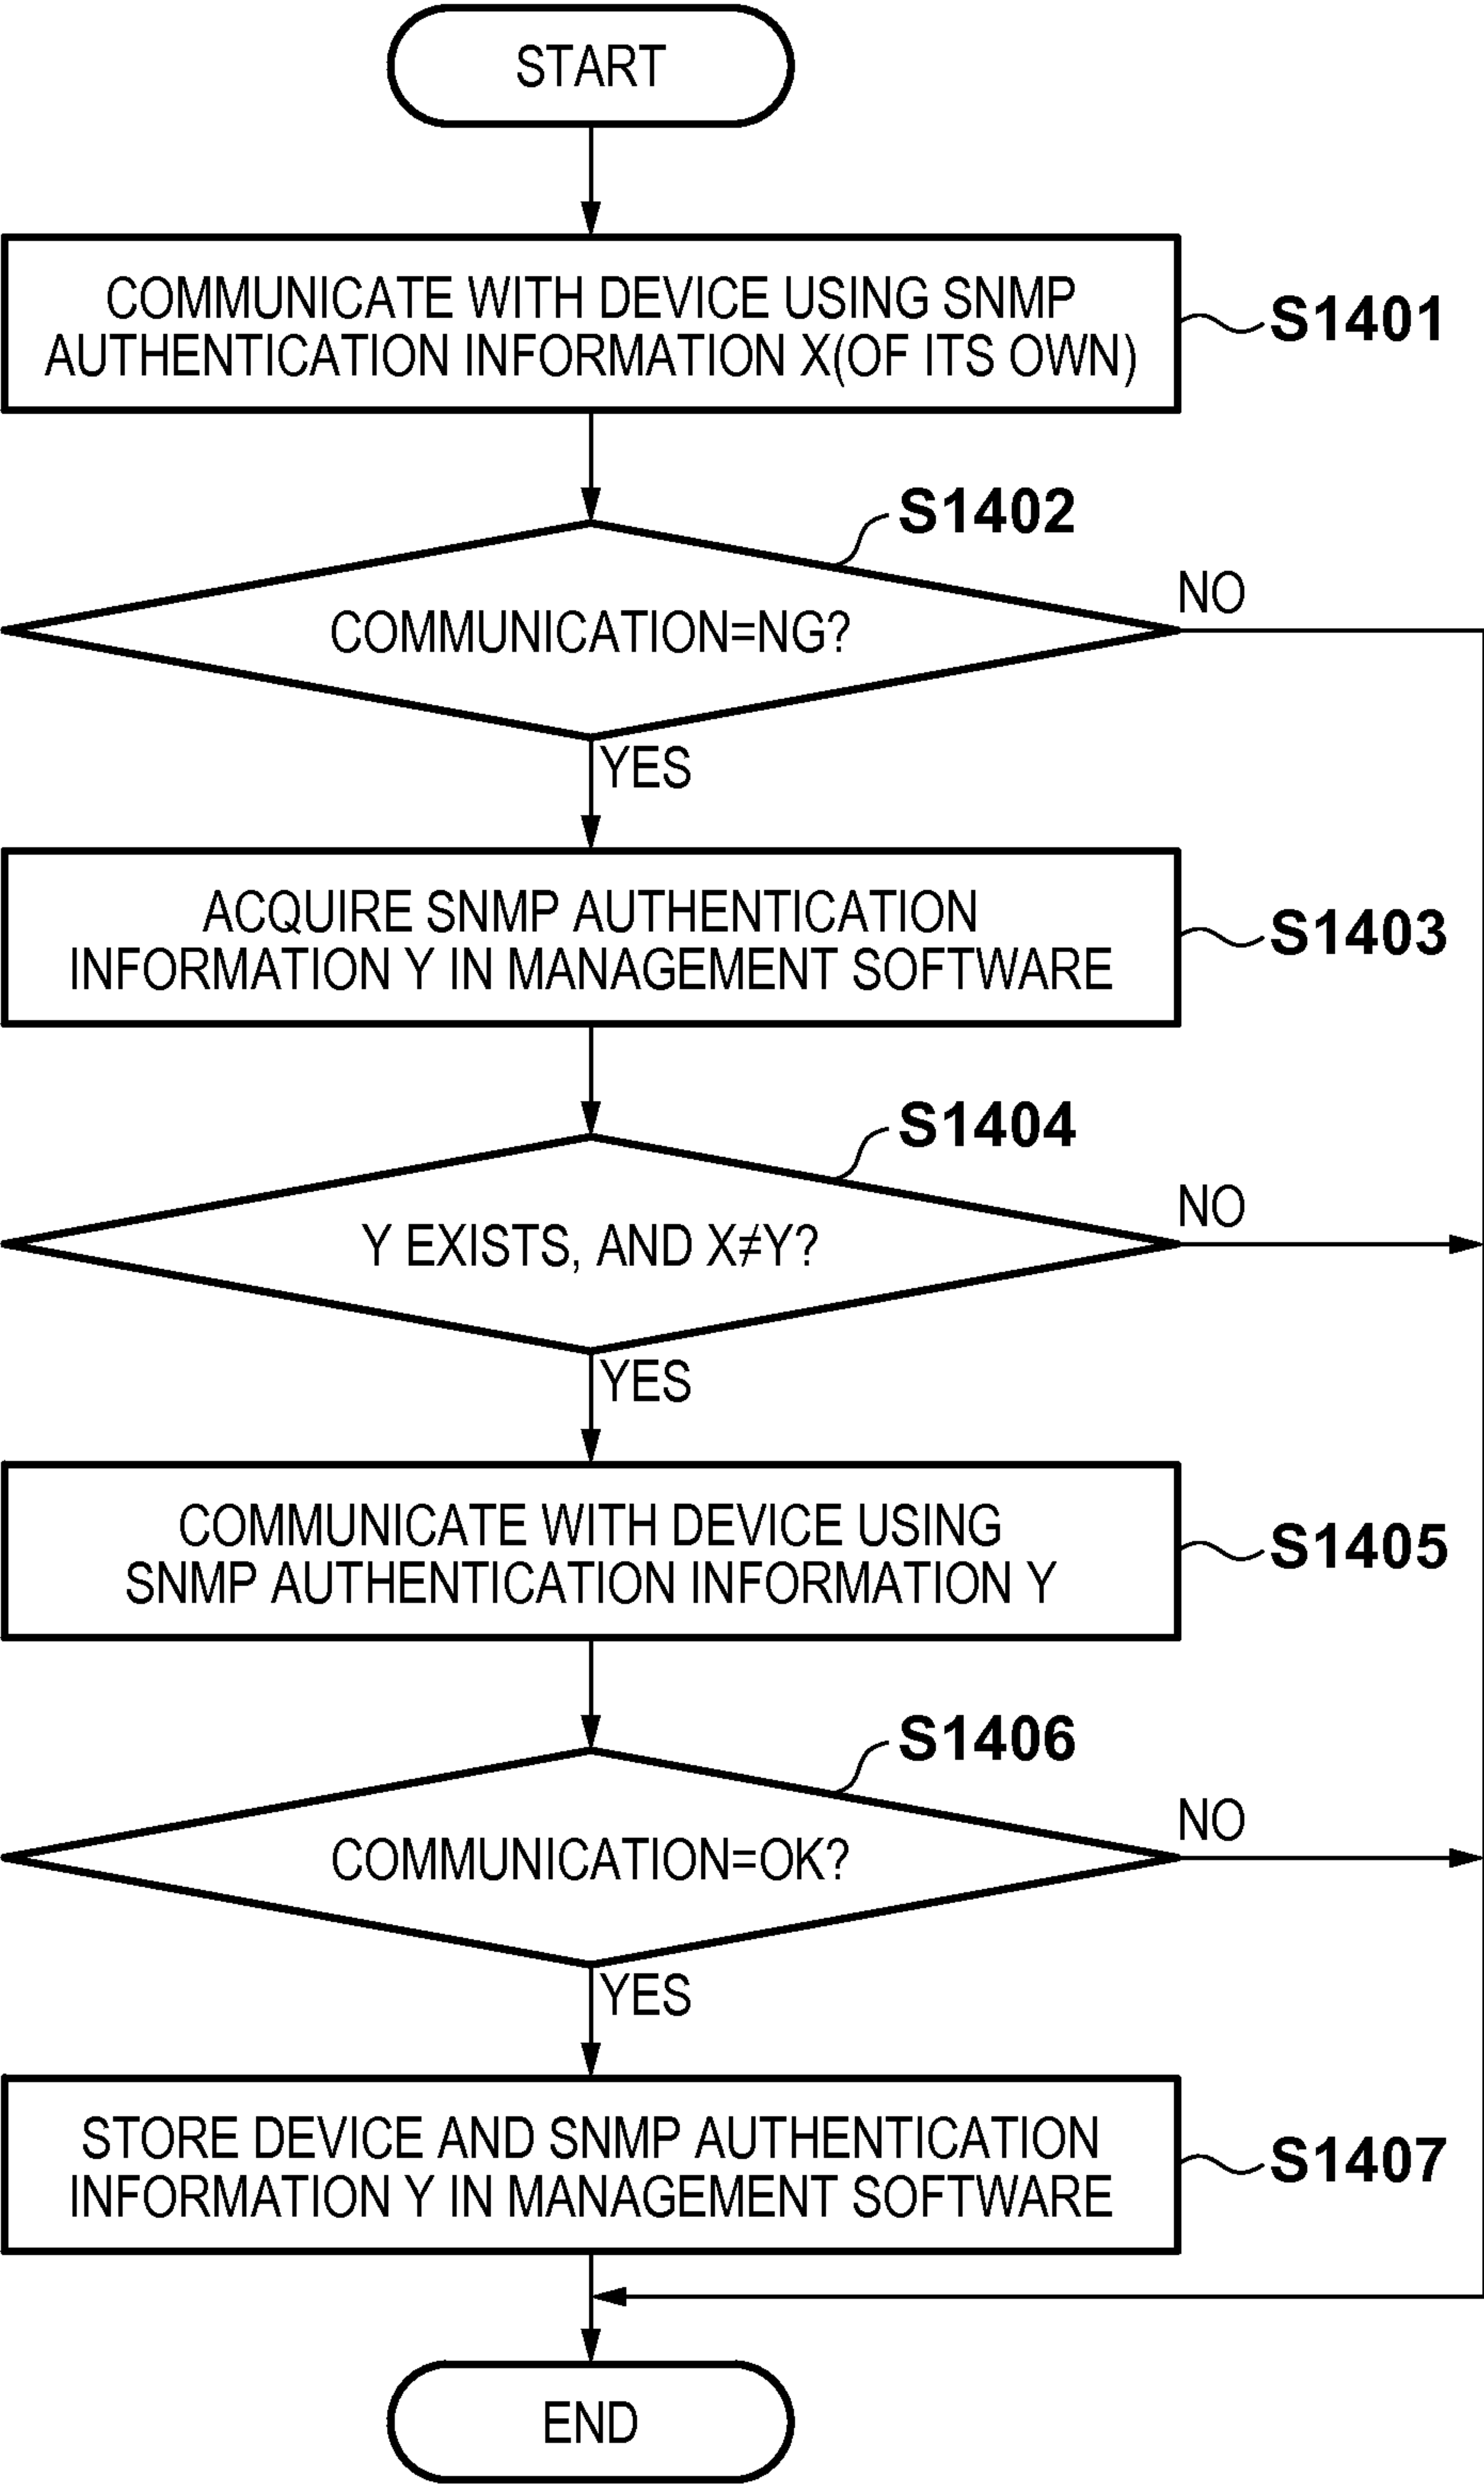 START
COMMUNICATE WITH DEVICE USING SNMP
AUTHENTICATION INFORMATION X(OF ITS OWN)
S1401
S1402
COMMUNICATION=NG?
NO
YES
ACQUIRE SNMP AUTHENTICATION
INFORMATION Y IN MANAGEMENT SOFTWARE
S1403
S1404
Y EXISTS, AND X≠Y?
NO
YES
COMMUNICATE WITH DEVICE USING
SNMP AUTHENTICATION INFORMATION Y
S1405
S1406
COMMUNICATION=OK?
NO
YES
STORE DEVICE AND SNMP AUTHENTICATION
INFORMATION Y IN MANAGEMENT SOFTWARE
S1407
END